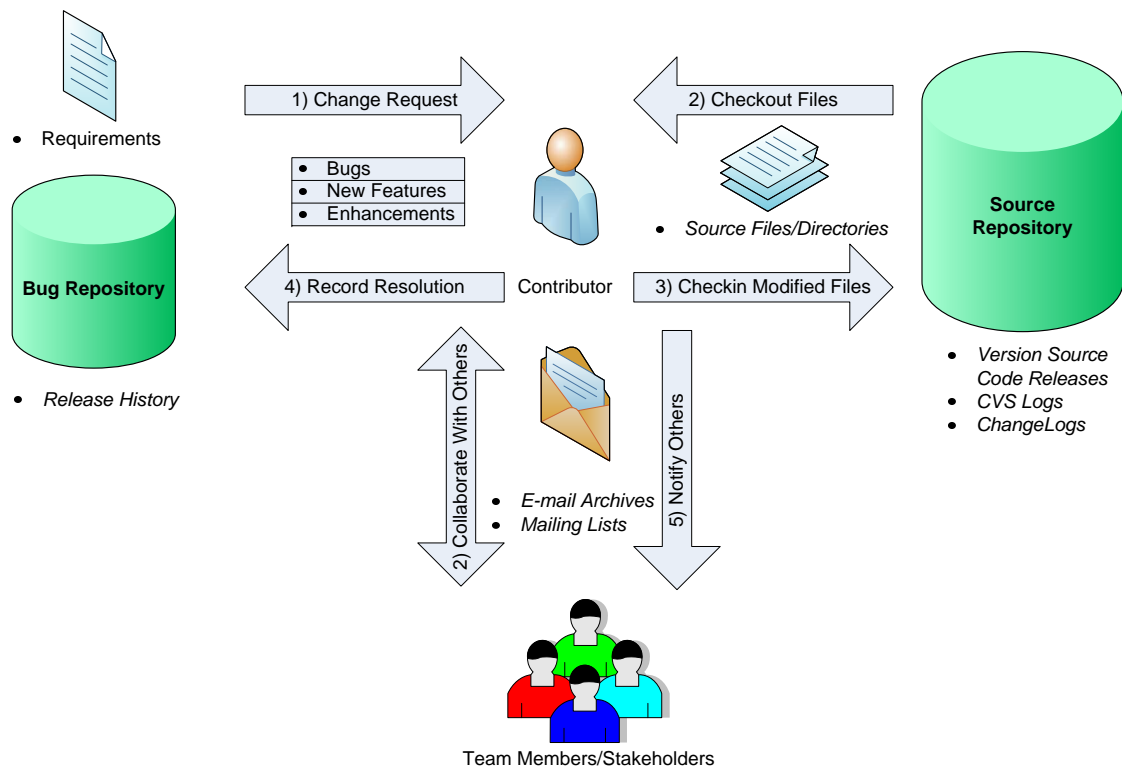 1) Change Request
2) Checkout Files
• Requirements
• Bugs
• New Features
• Enhancements
• Source Files/Directories
Source
Repository
Bug Repository
4) Record Resolution
Contributor
3) Checkin Modified Files
• Release History
• Version Source
Code Releases
• CVS Logs
• ChangeLogs
2) Collaborate With Others
• E-mail Archives
• Mailing Lists
5) Notify Others
Team Members/Stakeholders